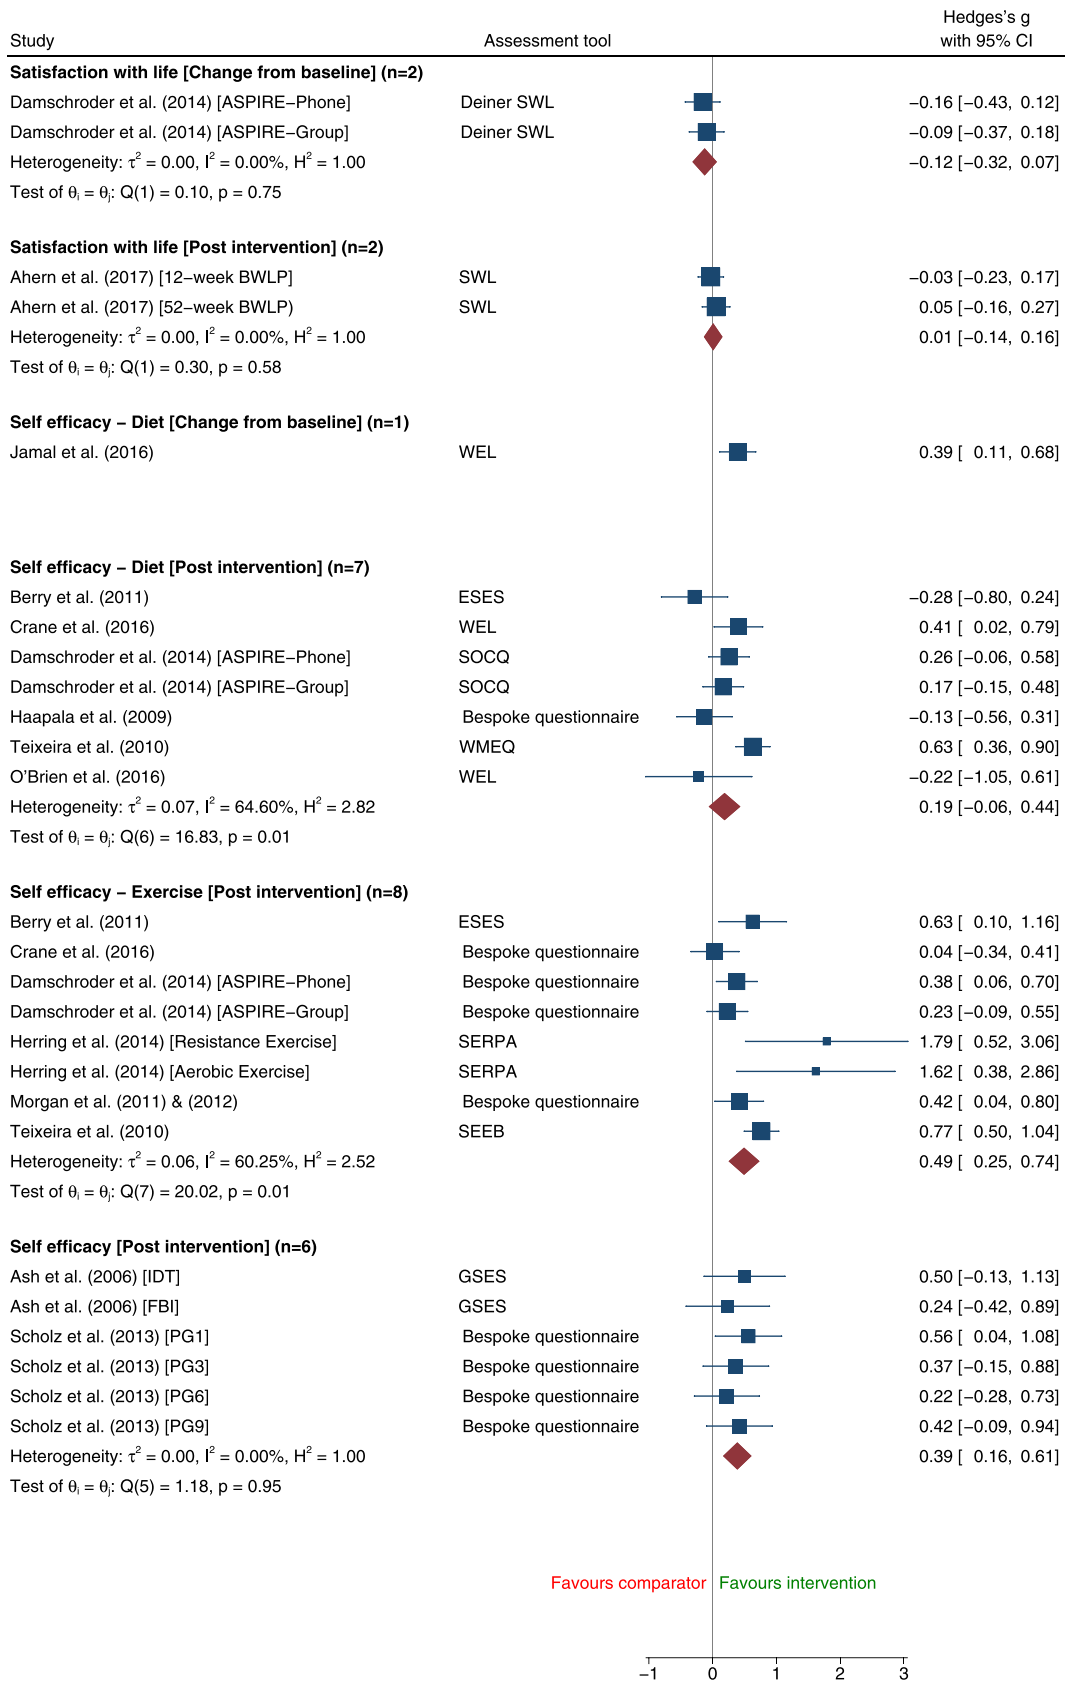 Hedges's g
Study Assessment tool with 95% CI
Satisfaction with life [Change from baseline] (n=2)
Damschroder et al. (2014) [ASPIRE−Phone] Deiner SWL −0.16 [−0.43, 0.12]
Damschroder et al. (2014) [ASPIRE−Group] Deiner SWL −0.09 [−0.37, 0.18]
Heterogeneity: τ² = 0.00, I² = 0.00%, H² = 1.00 −0.12 [−0.32, 0.07]
Test of θi = θj: Q(1) = 0.10, p = 0.75
Satisfaction with life [Post intervention] (n=2)
Ahern et al. (2017) [12−week BWLP] SWL −0.03 [−0.23, 0.17]
Ahern et al. (2017) [52−week BWLP) SWL 0.05 [−0.16, 0.27]
Heterogeneity: τ² = 0.00, I² = 0.00%, H² = 1.00 0.01 [−0.14, 0.16]
Test of θi = θj: Q(1) = 0.30, p = 0.58
Self efficacy − Diet [Change from baseline] (n=1)
Jamal et al. (2016) WEL 0.39 [ 0.11, 0.68]
Self efficacy − Diet [Post intervention] (n=7)
Berry et al. (2011) ESES −0.28 [−0.80, 0.24]
Crane et al. (2016) WEL 0.41 [ 0.02, 0.79]
Damschroder et al. (2014) [ASPIRE−Phone] SOCQ 0.26 [−0.06, 0.58]
Damschroder et al. (2014) [ASPIRE−Group] SOCQ 0.17 [−0.15, 0.48]
Haapala et al. (2009) Bespoke questionnaire −0.13 [−0.56, 0.31]
Teixeira et al. (2010) WMEQ 0.63 [ 0.36, 0.90]
O'Brien et al. (2016) WEL −0.22 [−1.05, 0.61]
Heterogeneity: τ² = 0.07, I² = 64.60%, H² = 2.82 0.19 [−0.06, 0.44]
Test of θi = θj: Q(6) = 16.83, p = 0.01
Self efficacy − Exercise [Post intervention] (n=8)
Berry et al. (2011) ESES 0.63 [ 0.10, 1.16]
Crane et al. (2016) Bespoke questionnaire 0.04 [−0.34, 0.41]
Damschroder et al. (2014) [ASPIRE−Phone] Bespoke questionnaire 0.38 [ 0.06, 0.70]
Damschroder et al. (2014) [ASPIRE−Group] Bespoke questionnaire 0.23 [−0.09, 0.55]
Herring et al. (2014) [Resistance Exercise] SERPA 1.79 [ 0.52, 3.06]
Herring et al. (2014) [Aerobic Exercise] SERPA 1.62 [ 0.38, 2.86]
Morgan et al. (2011) & (2012) Bespoke questionnaire 0.42 [ 0.04, 0.80]
Teixeira et al. (2010) SEEB 0.77 [ 0.50, 1.04]
Heterogeneity: τ² = 0.06, I² = 60.25%, H² = 2.52 0.49 [ 0.25, 0.74]
Test of θi = θj: Q(7) = 20.02, p = 0.01
Self efficacy [Post intervention] (n=6)
Ash et al. (2006) [IDT] GSES 0.50 [−0.13, 1.13]
Ash et al. (2006) [FBI] GSES 0.24 [−0.42, 0.89]
Scholz et al. (2013) [PG1] Bespoke questionnaire 0.56 [ 0.04, 1.08]
Scholz et al. (2013) [PG3] Bespoke questionnaire 0.37 [−0.15, 0.88]
Scholz et al. (2013) [PG6] Bespoke questionnaire 0.22 [−0.28, 0.73]
Scholz et al. (2013) [PG9] Bespoke questionnaire 0.42 [−0.09, 0.94]
Heterogeneity: τ² = 0.00, I² = 0.00%, H² = 1.00 0.39 [ 0.16, 0.61]
Test of θi = θj: Q(5) = 1.18, p = 0.95
Favours comparator Favours intervention
−1 0 1 2 3